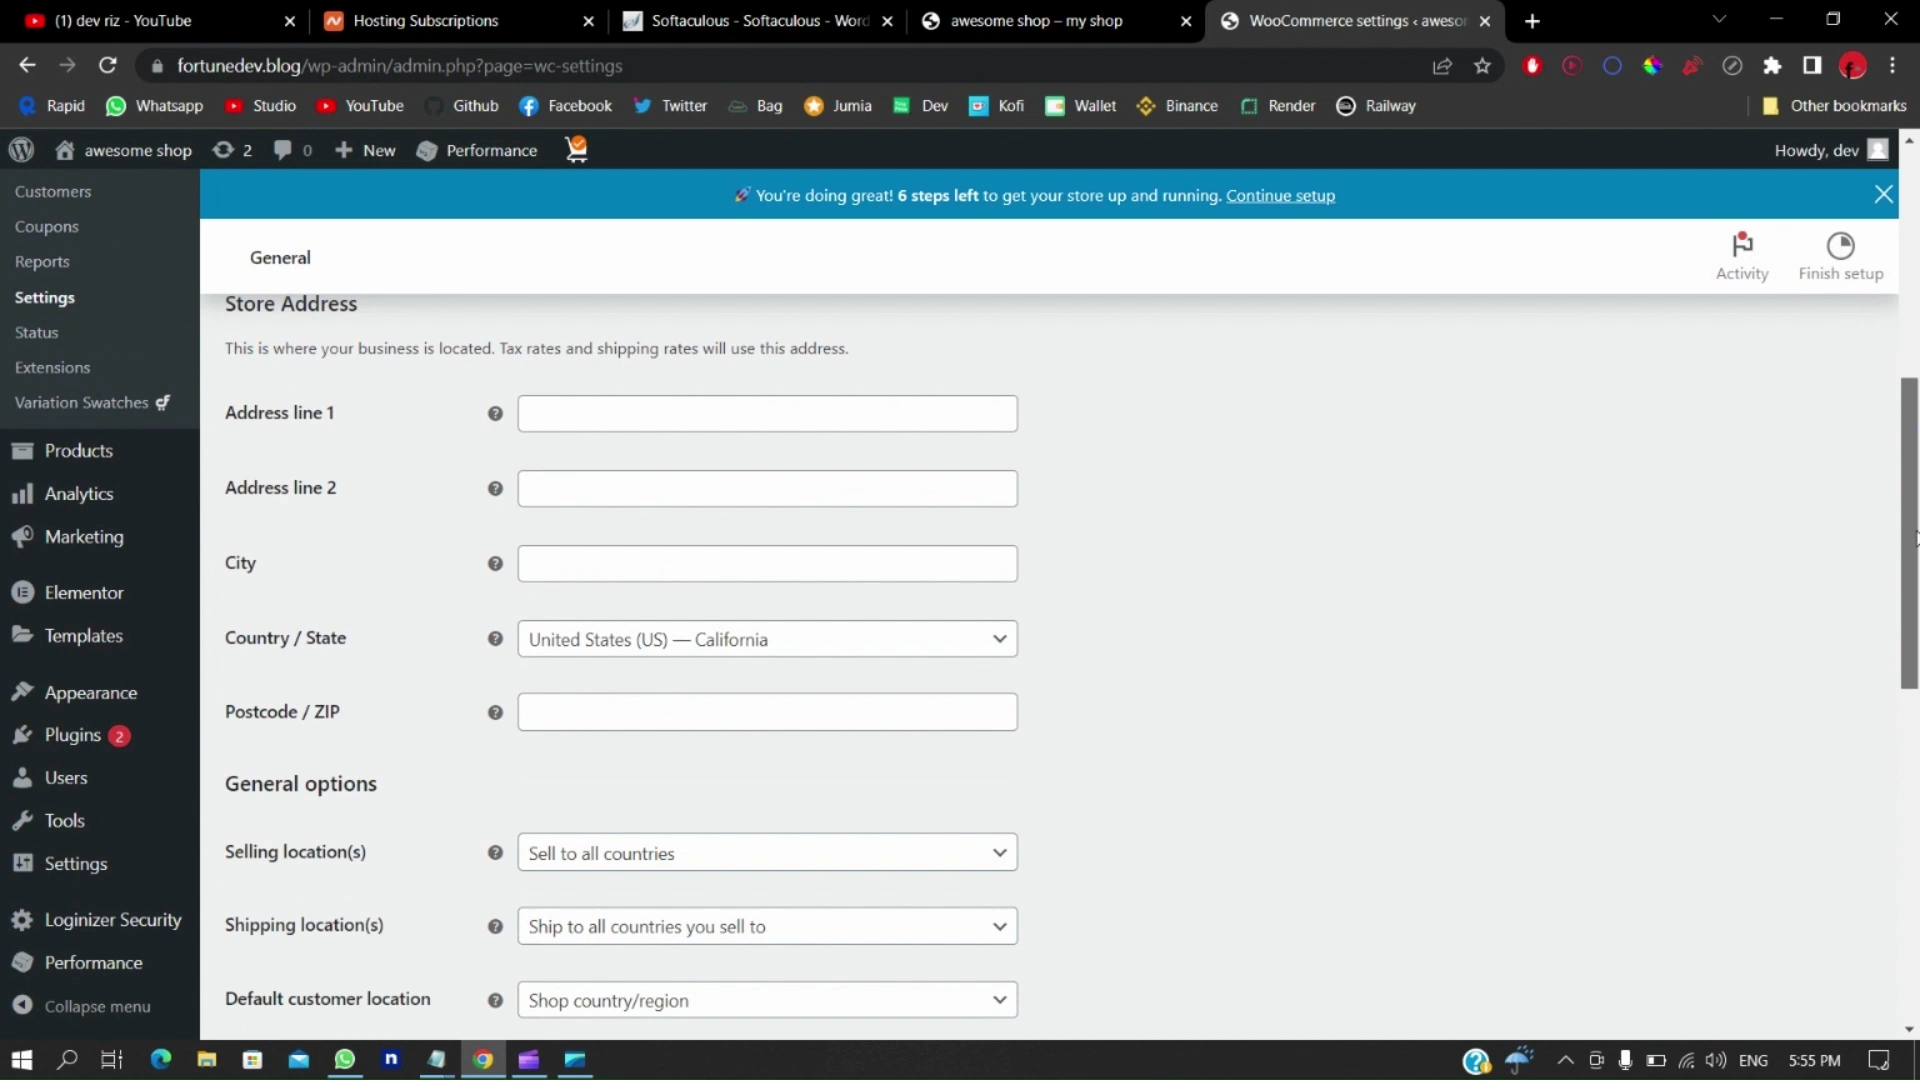 (1) dev riz - YouTube
Hosting Subscriptions
Softaculous - Softaculous - Word
awesome shop – my shop
WooCommerce settings ‹ aweson
fortunedev.blog/wp-admin/admin.php?page=wc-settings
Rapid Whatsapp Studio YouTube Github Facebook Twitter Bag Jumia Dev Kofi Wallet Binance Render Railway Other bookmarks
awesome shop 2 0 New Performance Howdy, dev
Customers
Coupons
Reports
Settings
Status
Extensions
Variation Swatches
Products
Analytics
Marketing
Elementor
Templates
Appearance
Plugins 2
Users
Tools
Settings
Loginizer Security
Performance
Collapse menu
You're doing great! 6 steps left to get your store up and running. Continue setup
General
Activity
Finish setup
Store Address
This is where your business is located. Tax rates and shipping rates will use this address.
Address line 1
Address line 2
City
Country / State
United States (US) — California
Postcode / ZIP
General options
Selling location(s)
Sell to all countries
Shipping location(s)
Ship to all countries you sell to
Default customer location
Shop country/region
ENG 5:55 PM